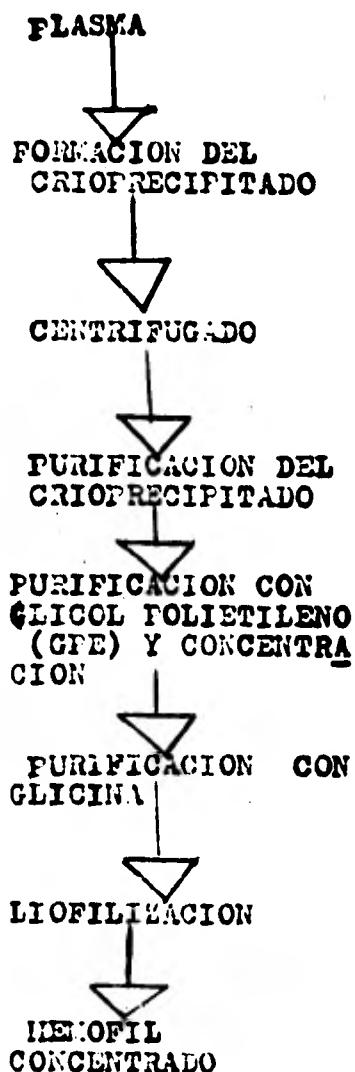 PLASMA
FORMACION DEL
CRIOPRECIPITADO
CENTRIFUGADO
PURIFICACION DEL
CRIOPRECIPITADO
PURIFICACION CON
GLICOL POLIETILENO
(GPE) Y CONCENTRA
CION
PURIFICACION CON
GLICINA
LIOFILIZACION
HEMOFIL
CONCENTRADO